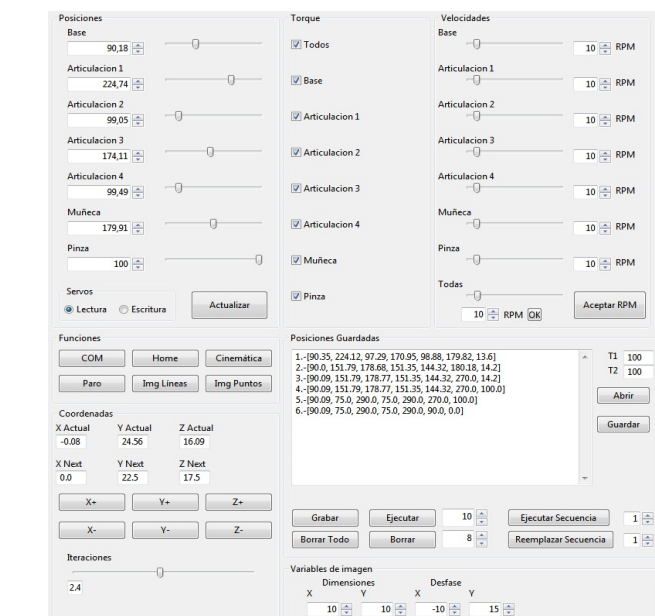 Posiciones
Base
90,18
Articulacion 1
224,74
Articulacion 2
99,05
Articulacion 3
174,11
Articulacion 4
99,49
Muñeca
179,91
Pinza
100
Servos
Lectura Escritura Actualizar
Torque
Todos
Base
Articulacion 1
Articulacion 2
Articulacion 3
Articulacion 4
Muñeca
Pinza
Velocidades
Base
10 RPM
Articulacion 1
10 RPM
Articulacion 2
10 RPM
Articulacion 3
10 RPM
Articulacion 4
10 RPM
Muñeca
10 RPM
Pinza
10 RPM
Todas
10 RPM OK Aceptar RPM
Funciones
COM Home Cinemática
Paro Img Líneas Img Puntos
Coordenadas
X Actual Y Actual Z Actual
-0.08 24.56 16.09
X Next Y Next Z Next
0.0 22.5 17.5
X+ Y+ Z+
X- Y- Z-
Iteraciones
2.4
Posiciones Guardadas
1.-[90.35, 224.12, 97.29, 170.95, 98.88, 179.82, 13.6]
2.-[90.0, 151.79, 178.68, 151.35, 144.32, 180.18, 14.2]
3.-[90.09, 151.79, 178.77, 151.35, 144.32, 270.0, 14.2]
4.-[90.09, 151.79, 178.77, 151.35, 144.32, 270.0, 100.0]
5.-[90.09, 75.0, 290.0, 75.0, 290.0, 270.0, 100.0]
6.-[90.09, 75.0, 290.0, 75.0, 290.0, 90.0, 0.0]
T1 100
T2 100
Abrir
Guardar
Grabar Ejecutar 10 Ejecutar Secuencia 1
Borrar Todo Borrar 8 Reemplazar Secuencia 1
Variables de imagen
Dimensiones Desfase
X Y X Y
10 10 -10 15